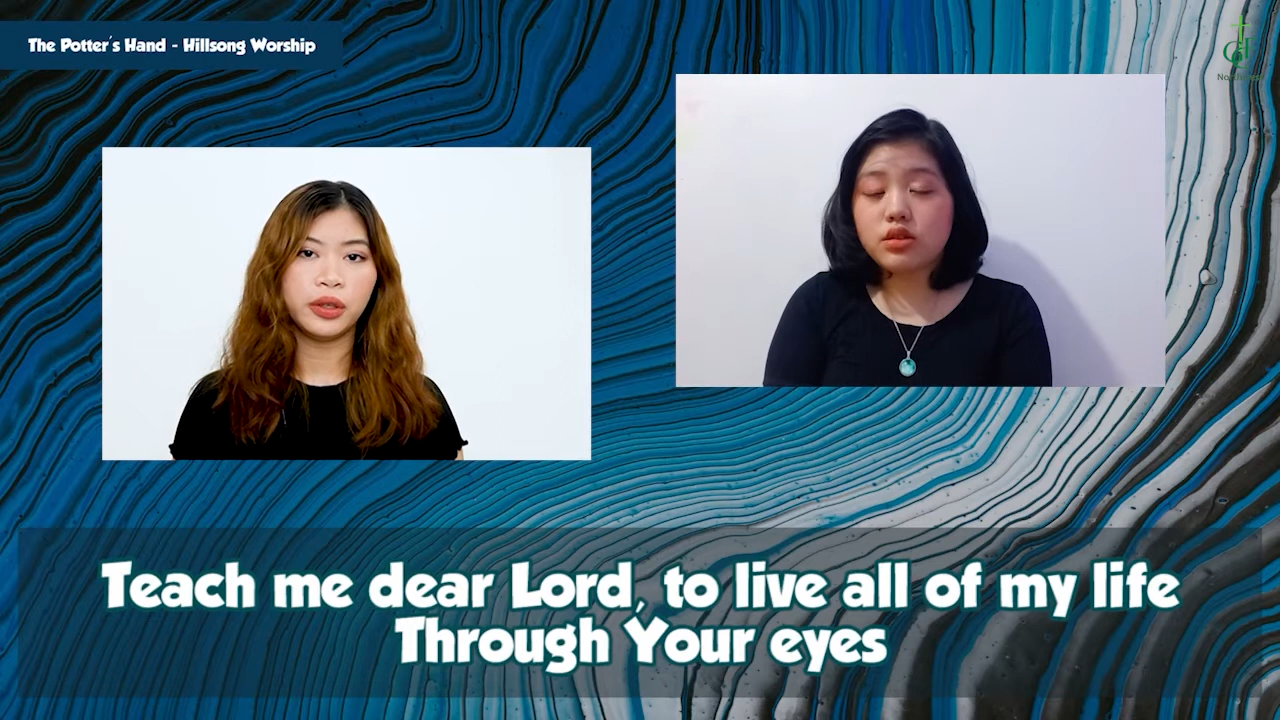 The Potter's Hand - Hillsong Worship
Teach me dear Lord, to live all of my life
Through Your eyes